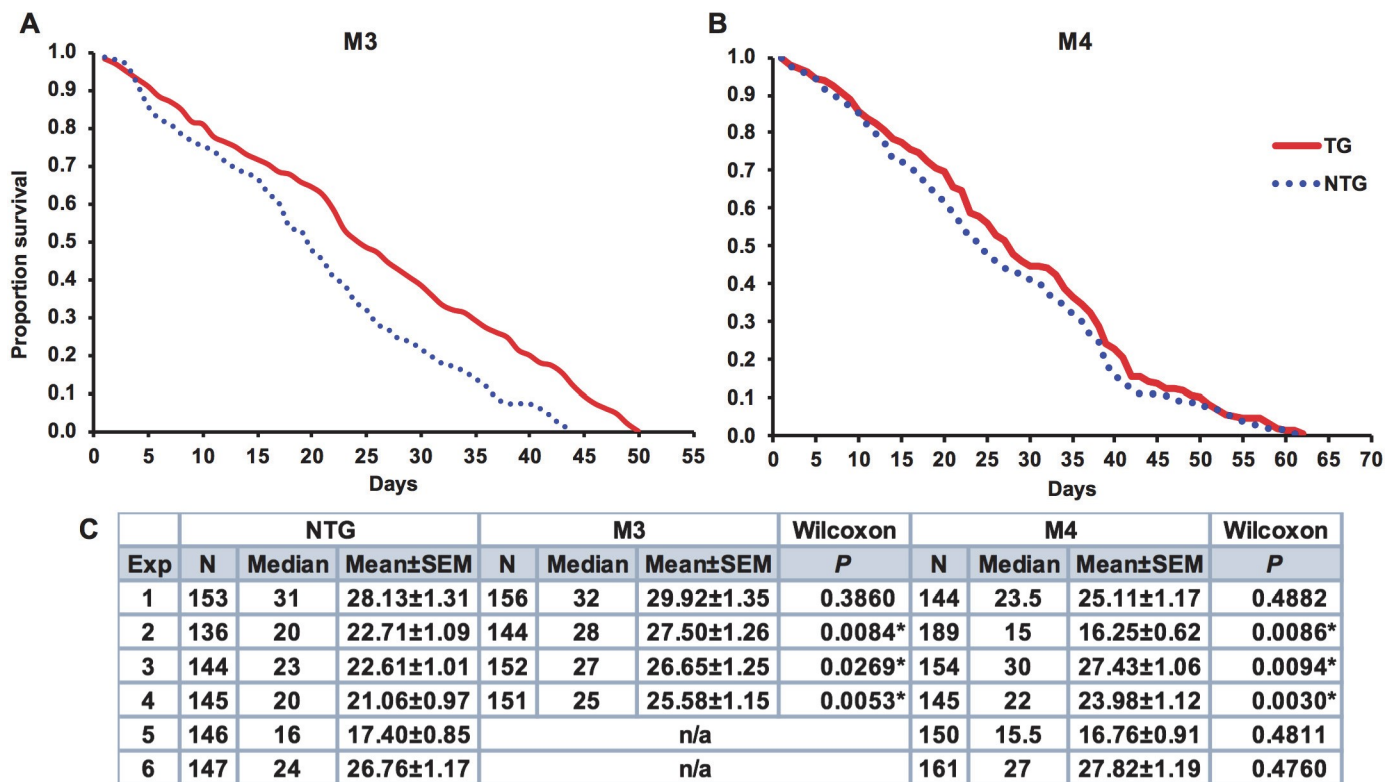 A
M3
1.0
0.9
0.8
0.7
0.6
0.5
0.4
0.3
0.2
0.1
0.0
Proportion survival
0 5 10 15 20 25 30 35 40 45 50 55
Days
B
M4
1.0
0.9
0.8
0.7
0.6
0.5
0.4
0.3
0.2
0.1
0.0
0 5 10 15 20 25 30 35 40 45 50 55 60 65 70
Days
TG
NTG
C
NTG M3 Wilcoxon M4 Wilcoxon
Exp N Median Mean±SEM N Median Mean±SEM P N Median Mean±SEM P
1 153 31 28.13±1.31 156 32 29.92±1.35 0.3860 144 23.5 25.11±1.17 0.4882
2 136 20 22.71±1.09 144 28 27.50±1.26 0.0084* 189 15 16.25±0.62 0.0086*
3 144 23 22.61±1.01 152 27 26.65±1.25 0.0269* 154 30 27.43±1.06 0.0094*
4 145 20 21.06±0.97 151 25 25.58±1.15 0.0053* 145 22 23.98±1.12 0.0030*
5 146 16 17.40±0.85 n/a 150 15.5 16.76±0.91 0.4811
6 147 24 26.76±1.17 n/a 161 27 27.82±1.19 0.4760